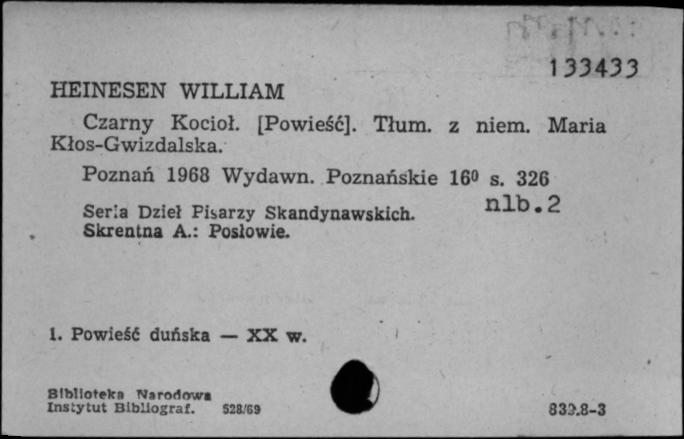 133433
HEINESEN WILLIAM
Czarny Kocioł. [Powieść]. Tłum. z niem. Maria
Kłos-Gwizdalska.
Poznań 1968 Wydawn. Poznańskie 16⁰ s. 326
nlb.2
Seria Dzieł Pisarzy Skandynawskich.
Skrentna A.: Posłowie.
1. Powieść duńska — XX w.
Biblioteka Narodowa
Instytut Bibliograf. 528/69
839.8-3